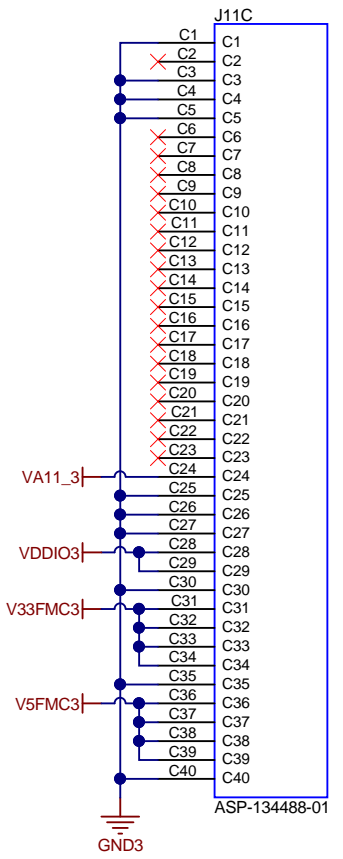 J11C
C1 C1
C2 C2
C3 C3
C4 C4
C5 C5
C6 C6
C7 C7
C8 C8
C9 C9
C10 C10
C11 C11
C12 C12
C13 C13
C14 C14
C15 C15
C16 C16
C17 C17
C18 C18
C19 C19
C20 C20
C21 C21
C22 C22
C23 C23
VA11_3 C24 C24
C25 C25
C26 C26
C27 C27
VDDIO3 C28 C28
C29 C29
C30 C30
V33FMC3 C31 C31
C32 C32
C33 C33
C34 C34
C35 C35
V5FMC3 C36 C36
C37 C37
C38 C38
C39 C39
C40 C40
ASP-134488-01
GND3